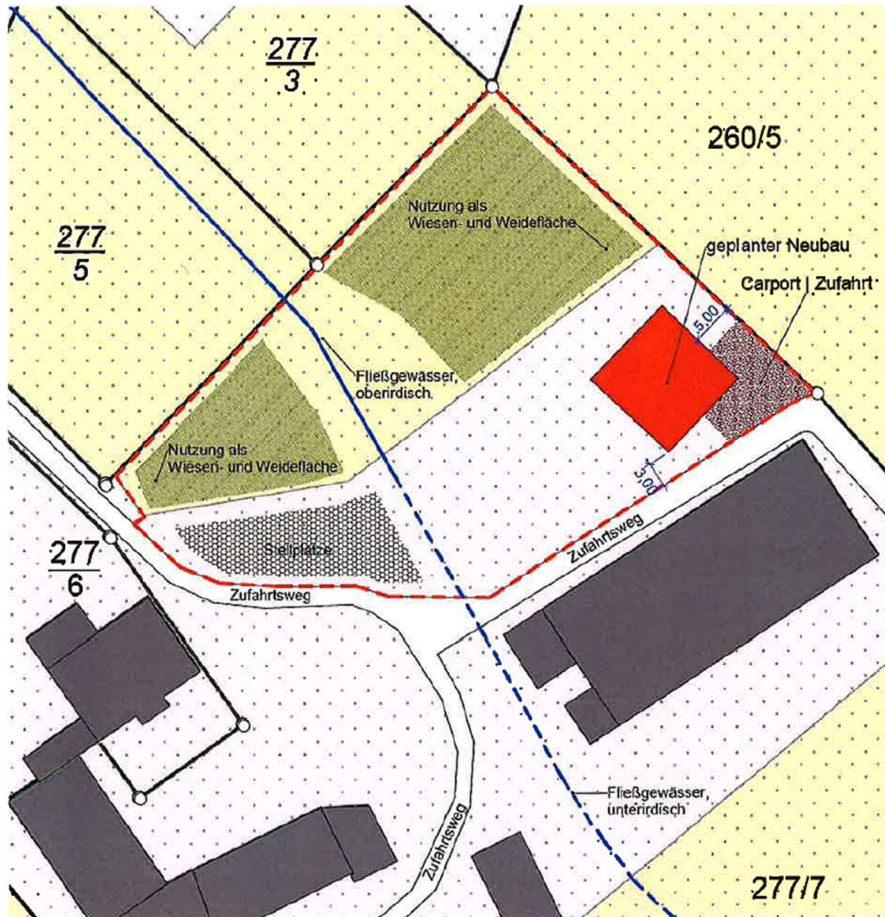 277
3
260/5
Nutzung als
Wiesen- und Weidefläche
277
5
geplanter Neubau
Carport | Zufahrt
5,00
Fließgewässer,
oberirdisch
Nutzung als
Wiesen- und Weidefläche
3,00
Stellplätze
Zufahrtsweg
277
6
Zufahrtsweg
Fließgewässer,
unterirdisch
Zufahrtsweg
277/7